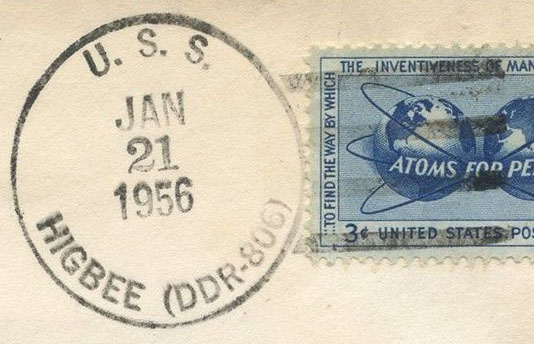 U. S. S.
JAN
21
1956
HIGBEE (DDR-806)
...TO FIND THE WAY BY WHICH
THE INVENTIVENESS OF MAN
ATOMS FOR PE
3¢ UNITED STATES POS